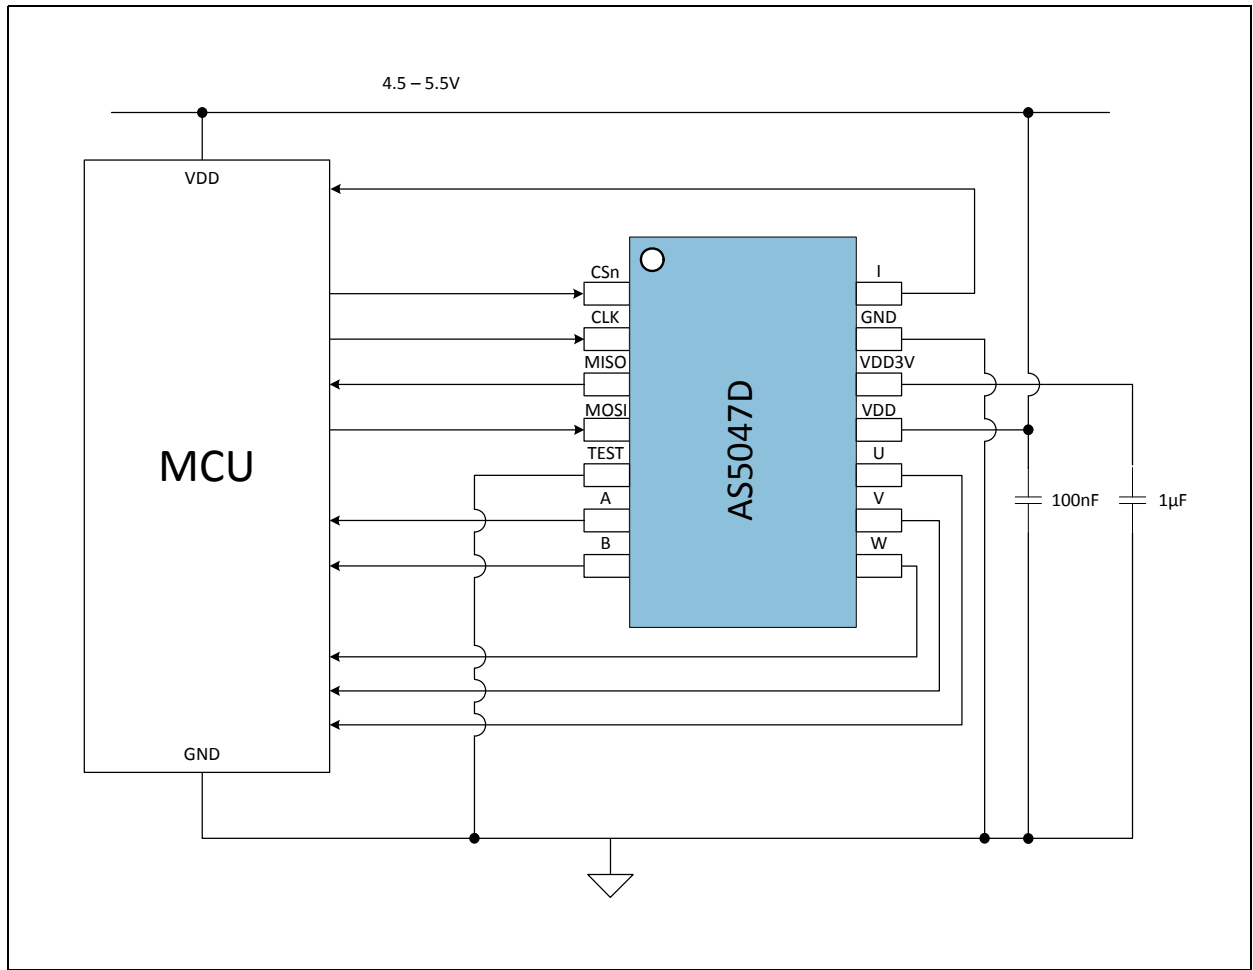 4.5 – 5.5V
VDD
MCU
GND
CSn
CLK
MISO
MOSI
TEST
A
B
AS5047D
I
GND
VDD3V
VDD
U
V
W
100nF
1µF